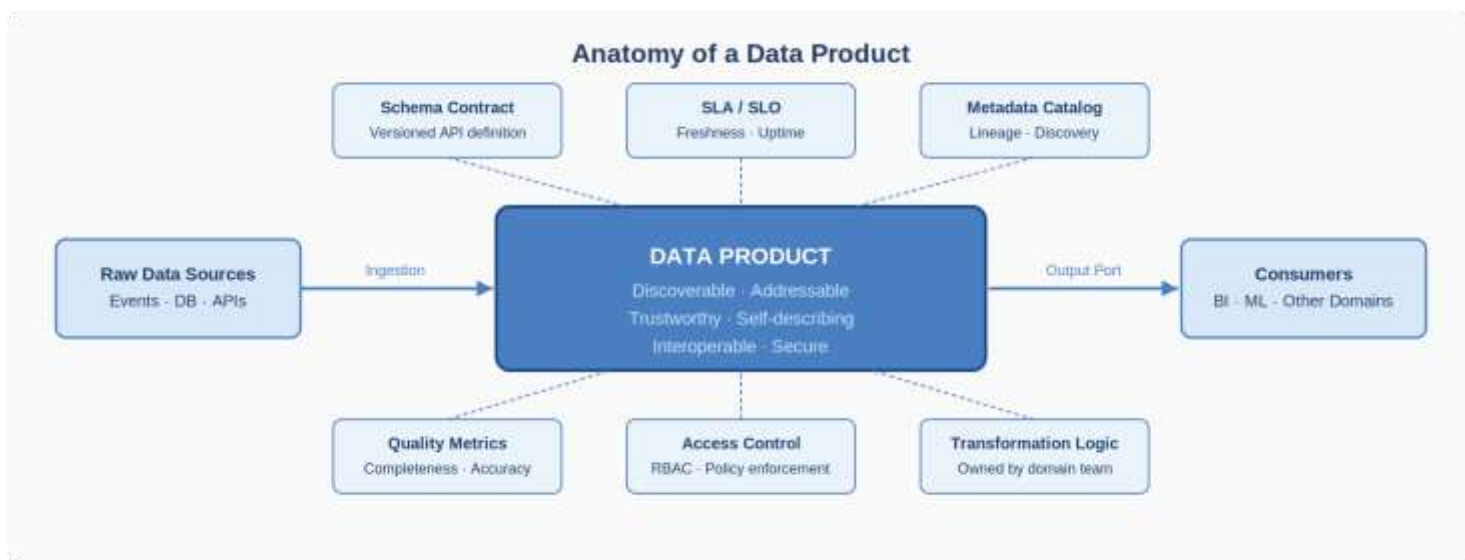 Anatomy of a Data Product
Schema Contract
Versioned API definition
SLA / SLO
Freshness · Uptime
Metadata Catalog
Lineage · Discovery
Raw Data Sources
Events · DB · APIs
Ingestion
DATA PRODUCT
Discoverable · Addressable
Trustworthy · Self-describing
Interoperable · Secure
Output Port
Consumers
BI · ML · Other Domains
Quality Metrics
Completeness · Accuracy
Access Control
RBAC · Policy enforcement
Transformation Logic
Owned by domain team